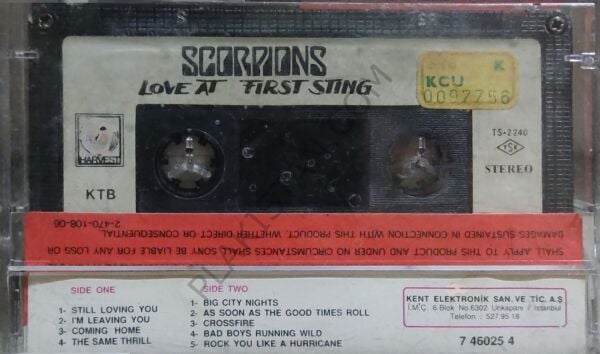 SCORPIONS
LOVE AT FIRST STING
K
KCU
0097756
HARVEST
KTB
TS-2240
TSK
STEREO
2-470-108-06
DAMAGES SUSTAINED IN CONNECTION WITH THIS PRODUCT, WHETHER DIRECT OR CONSEQUENTIAL
SHALL APPLY TO THIS PRODUCT AND UNDER NO CIRCUMSTANCES SHALL SONY BE LIABLE FOR ANY LOSS OR
PLAKISTAN.COM
SIDE ONE
1- STILL LOVING YOU
2- I'M LEAVING YOU
3- COMING HOME
4- THE SAME THRILL
SIDE TWO
1- BIG CITY NIGHTS
2- AS SOON AS THE GOOD TIMES ROLL
3- CROSSFIRE
4- BAD BOYS RUNNING WILD
5- ROCK YOU LIKE A HURRICANE
KENT ELEKTRONİK SAN. VE TİC. A.Ş
İ.M.Ç. 6.Blok No.6302 Unkapanı / İstanbul
Telefon : 527 95 18
7 46025 4